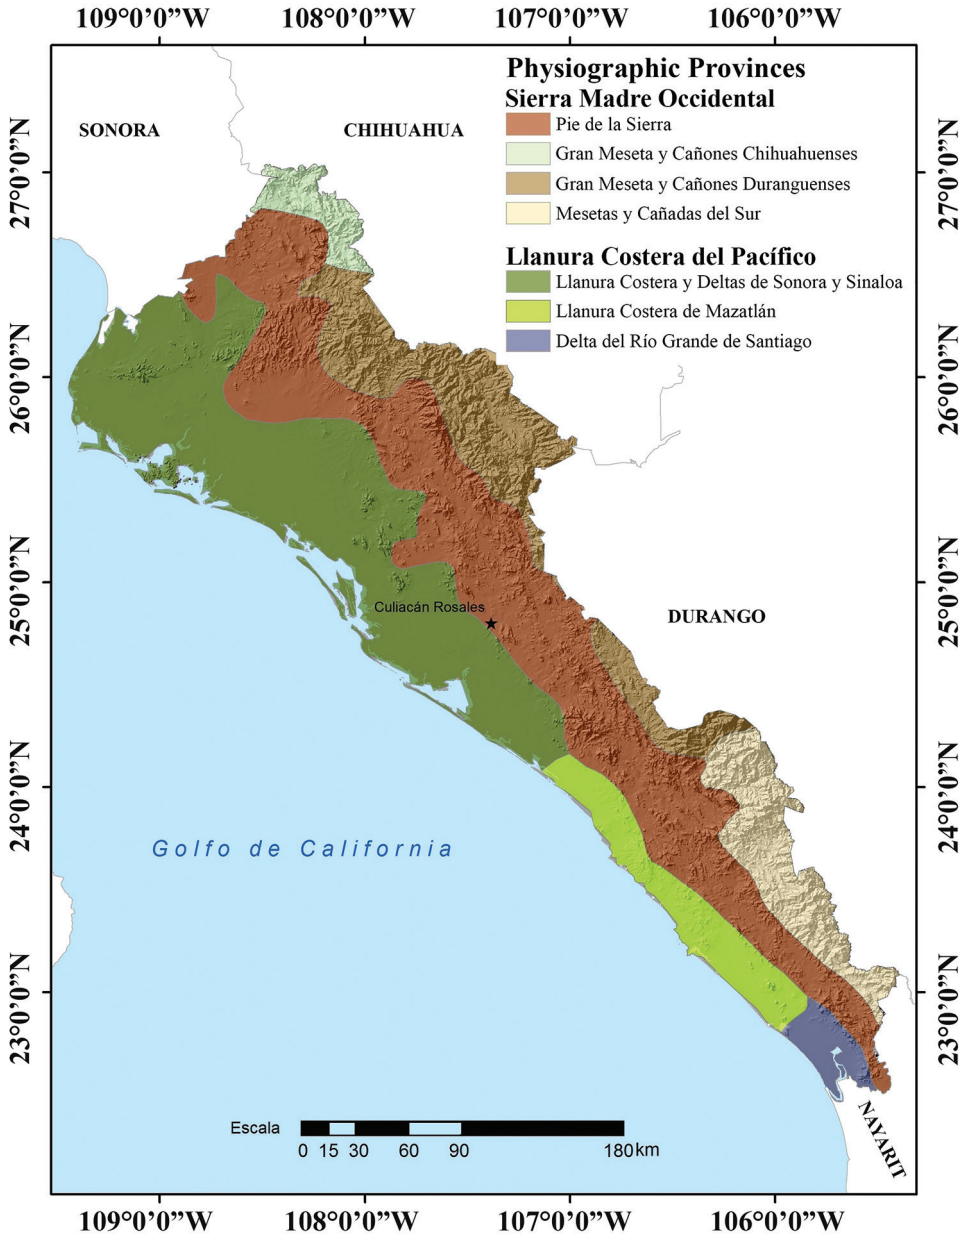 109°0’0”W 108°0’0”W 107°0’0”W 106°0’0”W
Physiographic Provinces
Sierra Madre Occidental
Pie de la Sierra
Gran Meseta y Cañones Chihuahuenses
Gran Meseta y Cañones Duranguenses
Mesetas y Cañadas del Sur
Llanura Costera del Pacífico
Llanura Costera y Deltas de Sonora y Sinaloa
Llanura Costera de Mazatlán
Delta del Río Grande de Santiago
SONORA
CHIHUAHUA
27°0’0”N
27°0’0”N
26°0’0”N
26°0’0”N
25°0’0”N
25°0’0”N
Culiacán Rosales
DURANGO
24°0’0”N
24°0’0”N
Golfo de California
23°0’0”N
23°0’0”N
NAYARIT
Escala
0 15 30 60 90 180 km
109°0’0”W 108°0’0”W 107°0’0”W 106°0’0”W